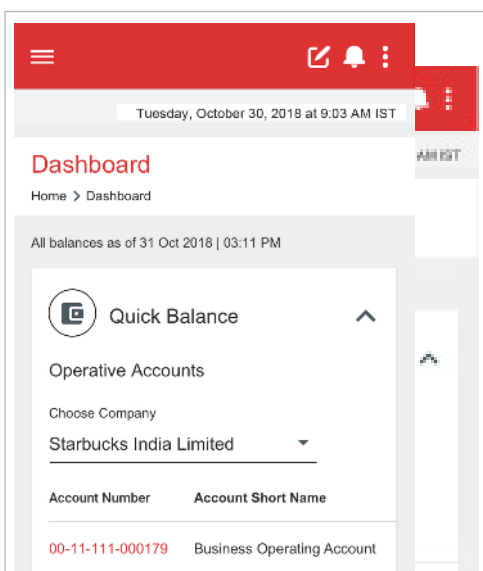 Tuesday, October 30, 2018 at 9:03 AM IST
AM IST
Dashboard
Home > Dashboard
All balances as of 31 Oct 2018 | 03:11 PM
Quick Balance
Operative Accounts
Choose Company
Starbucks India Limited
Account Number Account Short Name
00-11-111-000179 Business Operating Account